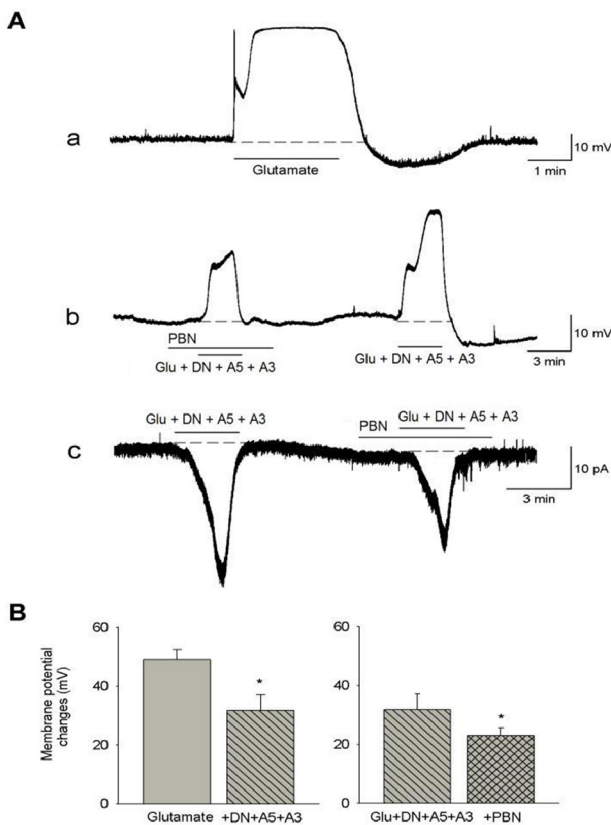 A
a
Glutamate
10 mV
1 min
b
PBN
Glu + DN + A5 + A3
Glu + DN + A5 + A3
10 mV
3 min
c
Glu + DN + A5 + A3
Glu + DN + A5 + A3
PBN
10 pA
3 min
B
Membrane potential
changes (mV)
60
40
20
0
*
Glutamate +DN+A5+A3
60
40
20
0
*
Glu+DN+A5+A3 +PBN